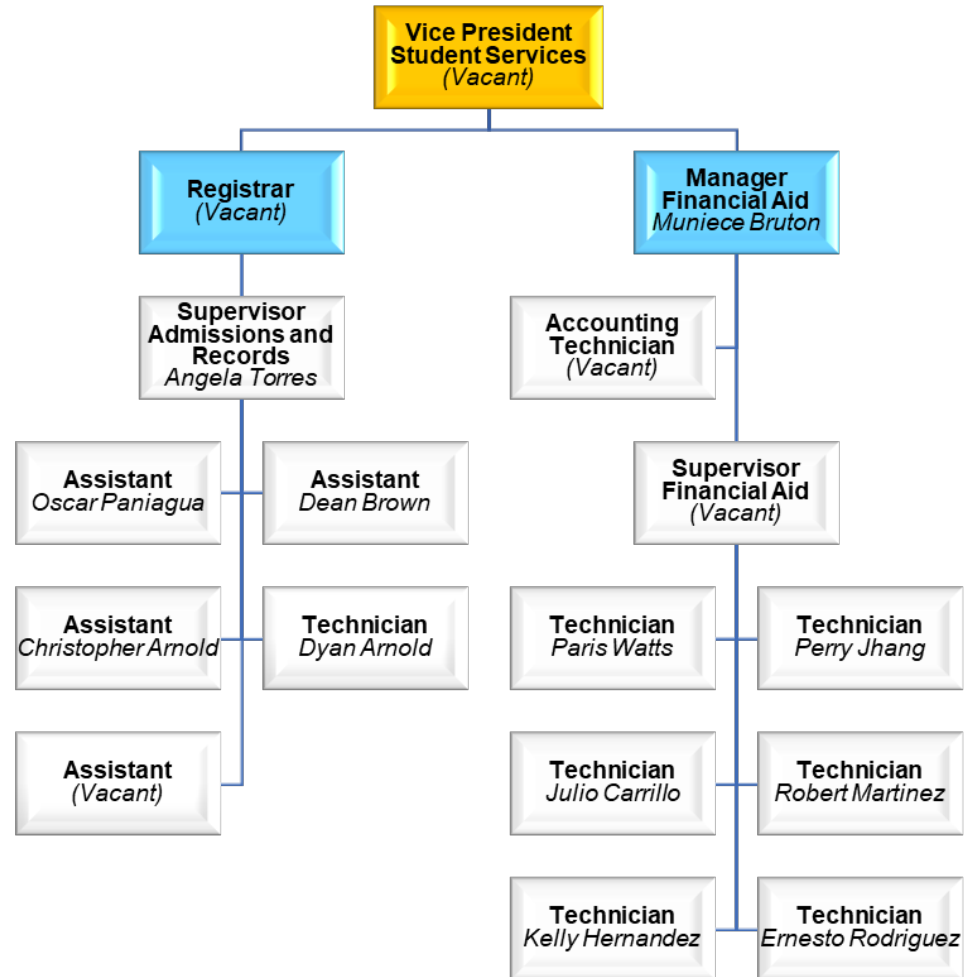 Vice President
Student Services
(Vacant)
Registrar
(Vacant)
Manager
Financial Aid
Muniece Bruton
Supervisor
Admissions and
Records
Angela Torres
Accounting
Technician
(Vacant)
Assistant
Oscar Paniagua
Assistant
Dean Brown
Supervisor
Financial Aid
(Vacant)
Assistant
Christopher Arnold
Technician
Dyan Arnold
Technician
Paris Watts
Technician
Perry Jhang
Assistant
(Vacant)
Technician
Julio Carrillo
Technician
Robert Martinez
Technician
Kelly Hernandez
Technician
Ernesto Rodriguez